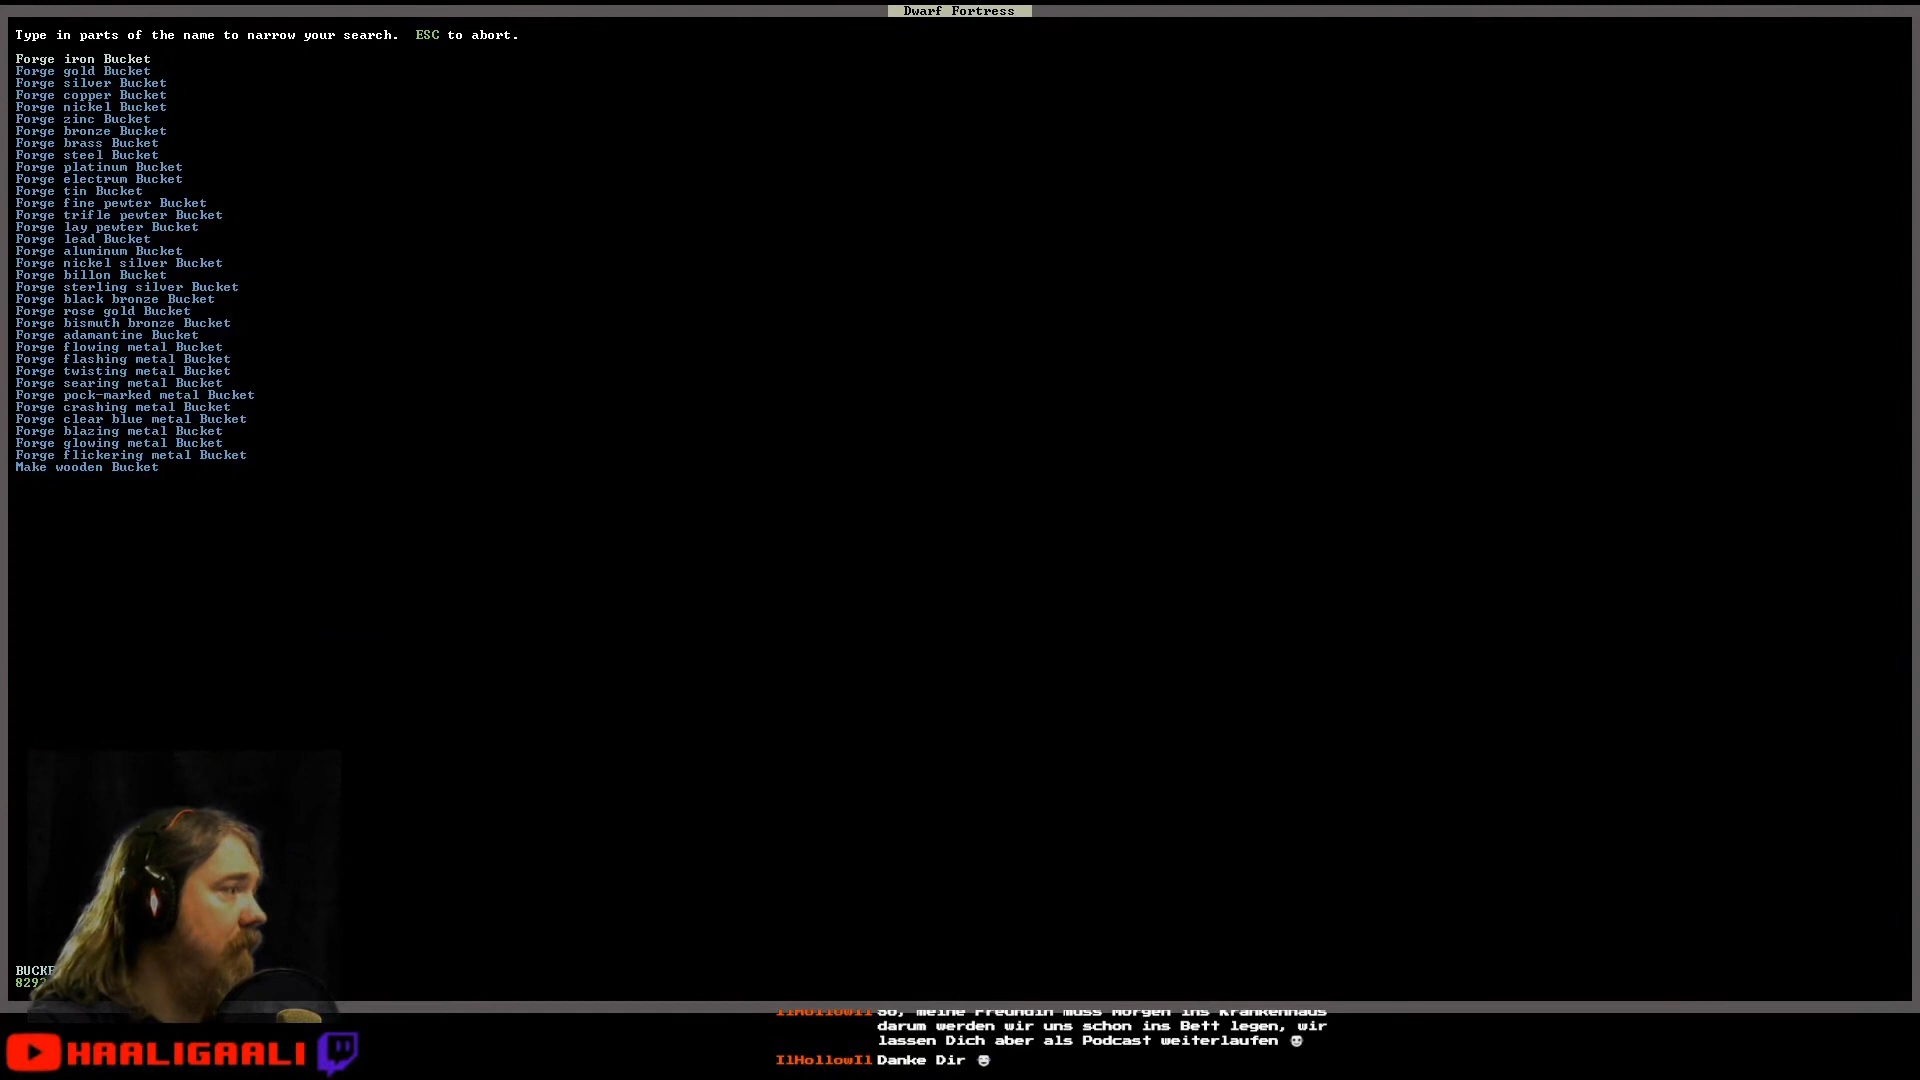 Dwarf Fortress
Type in parts of the name to narrow your search.  ESC to abort.
Forge iron Bucket
Forge gold Bucket
Forge silver Bucket
Forge copper Bucket
Forge nickel Bucket
Forge zinc Bucket
Forge bronze Bucket
Forge brass Bucket
Forge steel Bucket
Forge platinum Bucket
Forge electrum Bucket
Forge tin Bucket
Forge fine pewter Bucket
Forge trifle pewter Bucket
Forge lay pewter Bucket
Forge lead Bucket
Forge aluminum Bucket
Forge nickel silver Bucket
Forge billon Bucket
Forge sterling silver Bucket
Forge black bronze Bucket
Forge rose gold Bucket
Forge bismuth bronze Bucket
Forge adamantine Bucket
Forge flowing metal Bucket
Forge flashing metal Bucket
Forge twisting metal Bucket
Forge searing metal Bucket
Forge pock-marked metal Bucket
Forge crashing metal Bucket
Forge clear blue metal Bucket
Forge blazing metal Bucket
Forge glowing metal Bucket
Forge flickering metal Bucket
Make wooden Bucket
IlHollowIl So, meine Freundin muss Morgen ins Krankenhaus
darum werden wir uns schon ins Bett legen, wir
lassen Dich aber als Podcast weiterlaufen
IlHollowIl Danke Dir
HAALIGAALI